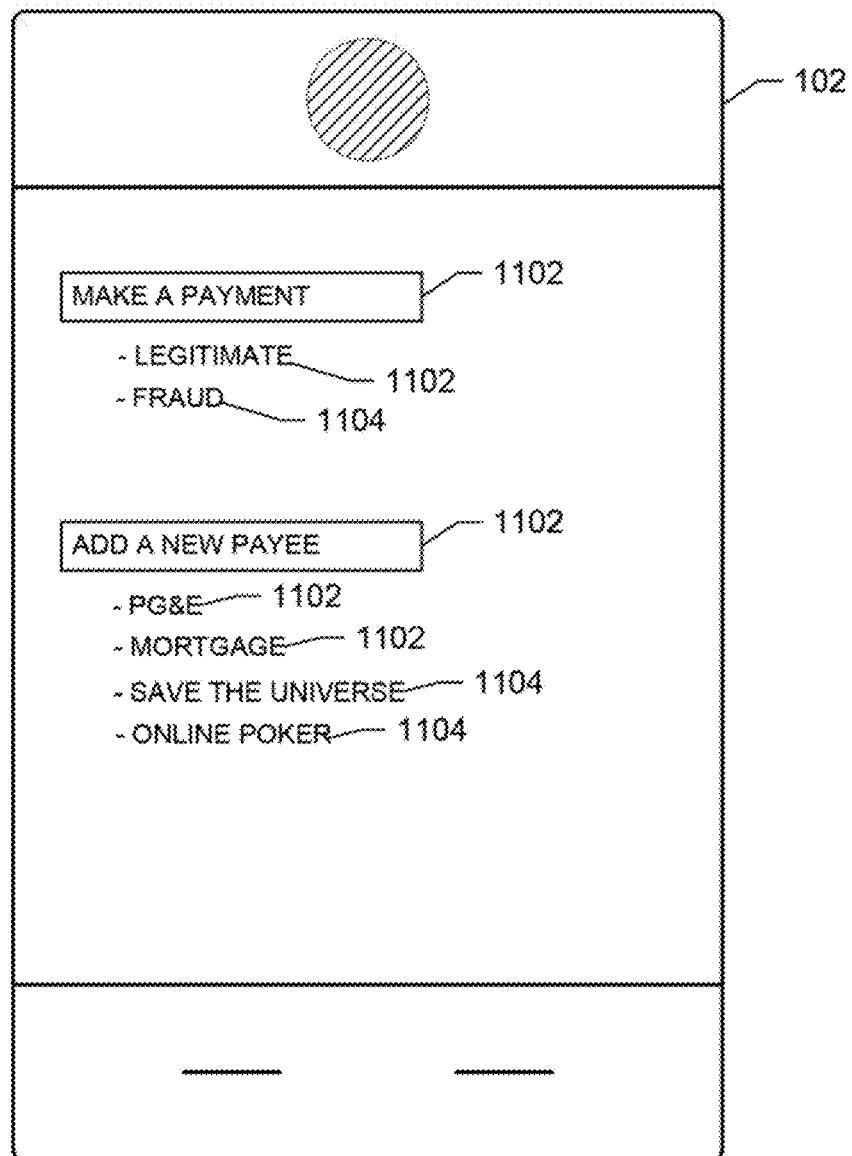 102
MAKE A PAYMENT 1102
- LEGITIMATE 1102
- FRAUD 1104
ADD A NEW PAYEE 1102
- PG&E 1102
- MORTGAGE 1102
- SAVE THE UNIVERSE 1104
- ONLINE POKER 1104